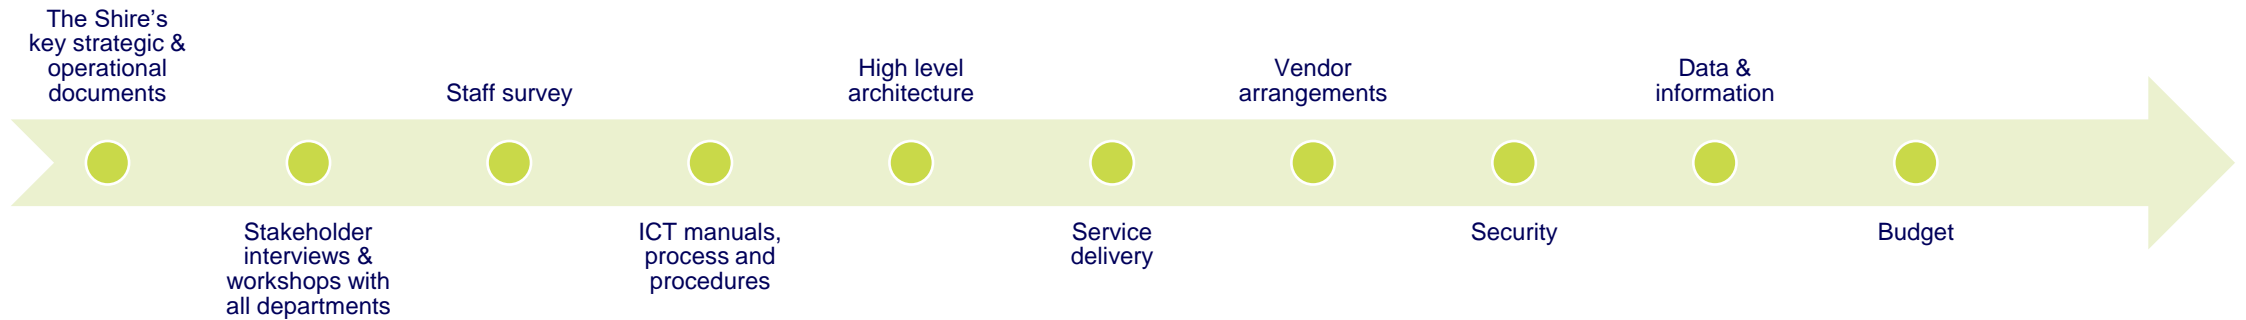 The Shire’s
key strategic &
operational
documents
Stakeholder
interviews &
workshops with
all departments
Staff survey
ICT manuals,
process and
procedures
High level
architecture
Service
delivery
Vendor
arrangements
Security
Data &
information
Budget